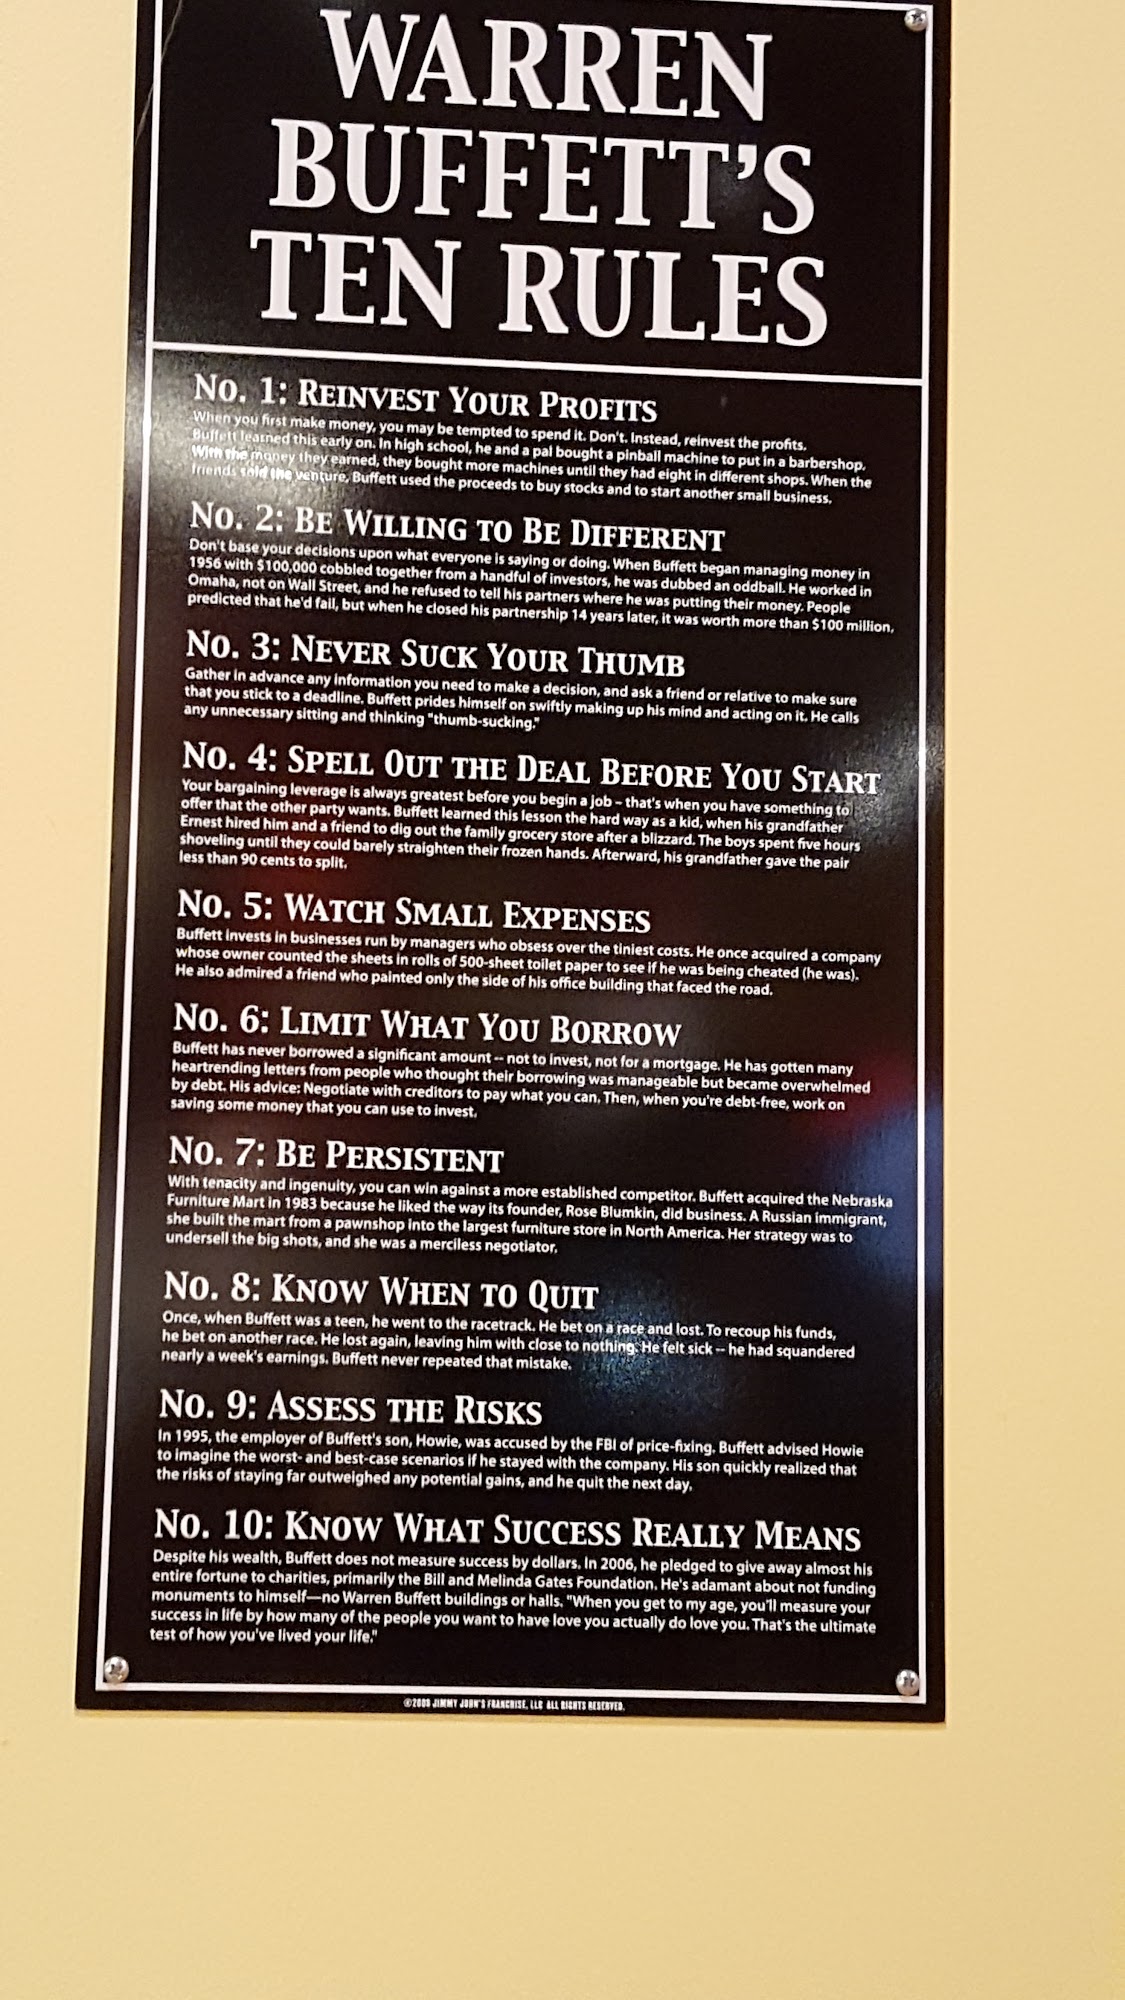 WARREN
BUFFETT'S
TEN RULES
No. 1: Reinvest Your Profits
When you first make money, you may be tempted to spend it. Don't. Instead, reinvest the profits.
Buffett learned this early on. In high school, he and a pal bought a pinball machine to put in a barbershop.
With the money they earned, they bought more machines until they had eight in different shops. When the
friends sold the venture, Buffett used the proceeds to buy stocks and to start another small business.
No. 2: Be Willing to Be Different
Don't base your decisions upon what everyone is saying or doing. When Buffett began managing money in
1956 with $100,000 cobbled together from a handful of investors, he was dubbed an oddball. He worked in
Omaha, not on Wall Street, and he refused to tell his partners where he was putting their money. People
predicted that he'd fail, but when he closed his partnership 14 years later, it was worth more than $100 million.
No. 3: Never Suck Your Thumb
Gather in advance any information you need to make a decision, and ask a friend or relative to make sure
that you stick to a deadline. Buffett prides himself on swiftly making up his mind and acting on it. He calls
any unnecessary sitting and thinking "thumb-sucking."
No. 4: Spell Out the Deal Before You Start
Your bargaining leverage is always greatest before you begin a job – that's when you have something to
offer that the other party wants. Buffett learned this lesson the hard way as a kid, when his grandfather
Ernest hired him and a friend to dig out the family grocery store after a blizzard. The boys spent five hours
shoveling until they could barely straighten their frozen hands. Afterward, his grandfather gave the pair
less than 90 cents to split.
No. 5: Watch Small Expenses
Buffett invests in businesses run by managers who obsess over the tiniest costs. He once acquired a company
whose owner counted the sheets in rolls of 500-sheet toilet paper to see if he was being cheated (he was).
He also admired a friend who painted only the side of his office building that faced the road.
No. 6: Limit What You Borrow
Buffett has never borrowed a significant amount -- not to invest, not for a mortgage. He has gotten many
heartrending letters from people who thought their borrowing was manageable but became overwhelmed
by debt. His advice: Negotiate with creditors to pay what you can. Then, when you're debt-free, work on
saving some money that you can use to invest.
No. 7: Be Persistent
With tenacity and ingenuity, you can win against a more established competitor. Buffett acquired the Nebraska
Furniture Mart in 1983 because he liked the way its founder, Rose Blumkin, did business. A Russian immigrant,
she built the mart from a pawnshop into the largest furniture store in North America. Her strategy was to
undersell the big shots, and she was a merciless negotiator.
No. 8: Know When to Quit
Once, when Buffett was a teen, he went to the racetrack. He bet on a race and lost. To recoup his funds,
he bet on another race. He lost again, leaving him with close to nothing. He felt sick -- he had squandered
nearly a week's earnings. Buffett never repeated that mistake.
No. 9: Assess the Risks
In 1995, the employer of Buffett's son, Howie, was accused by the FBI of price-fixing. Buffett advised Howie
to imagine the worst- and best-case scenarios if he stayed with the company. His son quickly realized that
the risks of staying far outweighed any potential gains, and he quit the next day.
No. 10: Know What Success Really Means
Despite his wealth, Buffett does not measure success by dollars. In 2006, he pledged to give away almost his
entire fortune to charities, primarily the Bill and Melinda Gates Foundation. He's adamant about not funding
monuments to himself—no Warren Buffett buildings or halls. "When you get to my age, you'll measure your
success in life by how many of the people you want to have love you actually do love you. That's the ultimate
test of how you've lived your life."
JIMMY JOHN'S FRANCHISE, LLC ALL RIGHTS RESERVED.